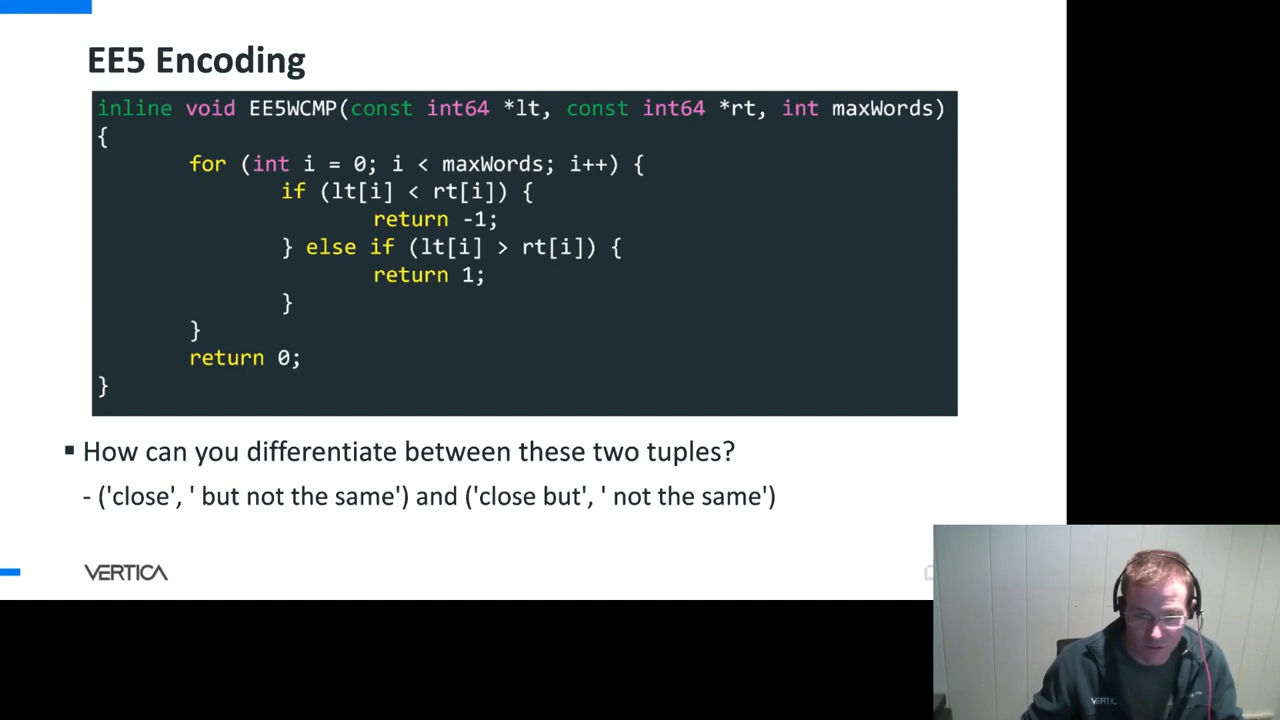 EE5 Encoding
inline void EE5WCMP(const int64 *lt, const int64 *rt, int maxWords)
{
for (int i = 0; i < maxWords; i++) {
if (lt[i] < rt[i]) {
return -1;
} else if (lt[i] > rt[i]) {
return 1;
}
}
return 0;
}
▪ How can you differentiate between these two tuples?
- ('close', ' but not the same') and ('close but', ' not the same')
VERTICA
VERTICA